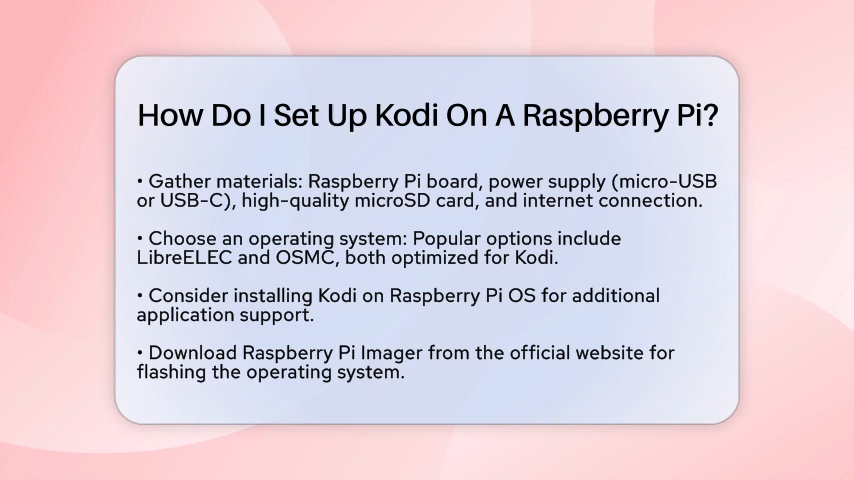 How Do I Set Up Kodi On A Raspberry Pi?
• Gather materials: Raspberry Pi board, power supply (micro-USB
or USB-C), high-quality microSD card, and internet connection.
• Choose an operating system: Popular options include
LibreELEC and OSMC, both optimized for Kodi.
• Consider installing Kodi on Raspberry Pi OS for additional
application support.
• Download Raspberry Pi Imager from the official website for
flashing the operating system.